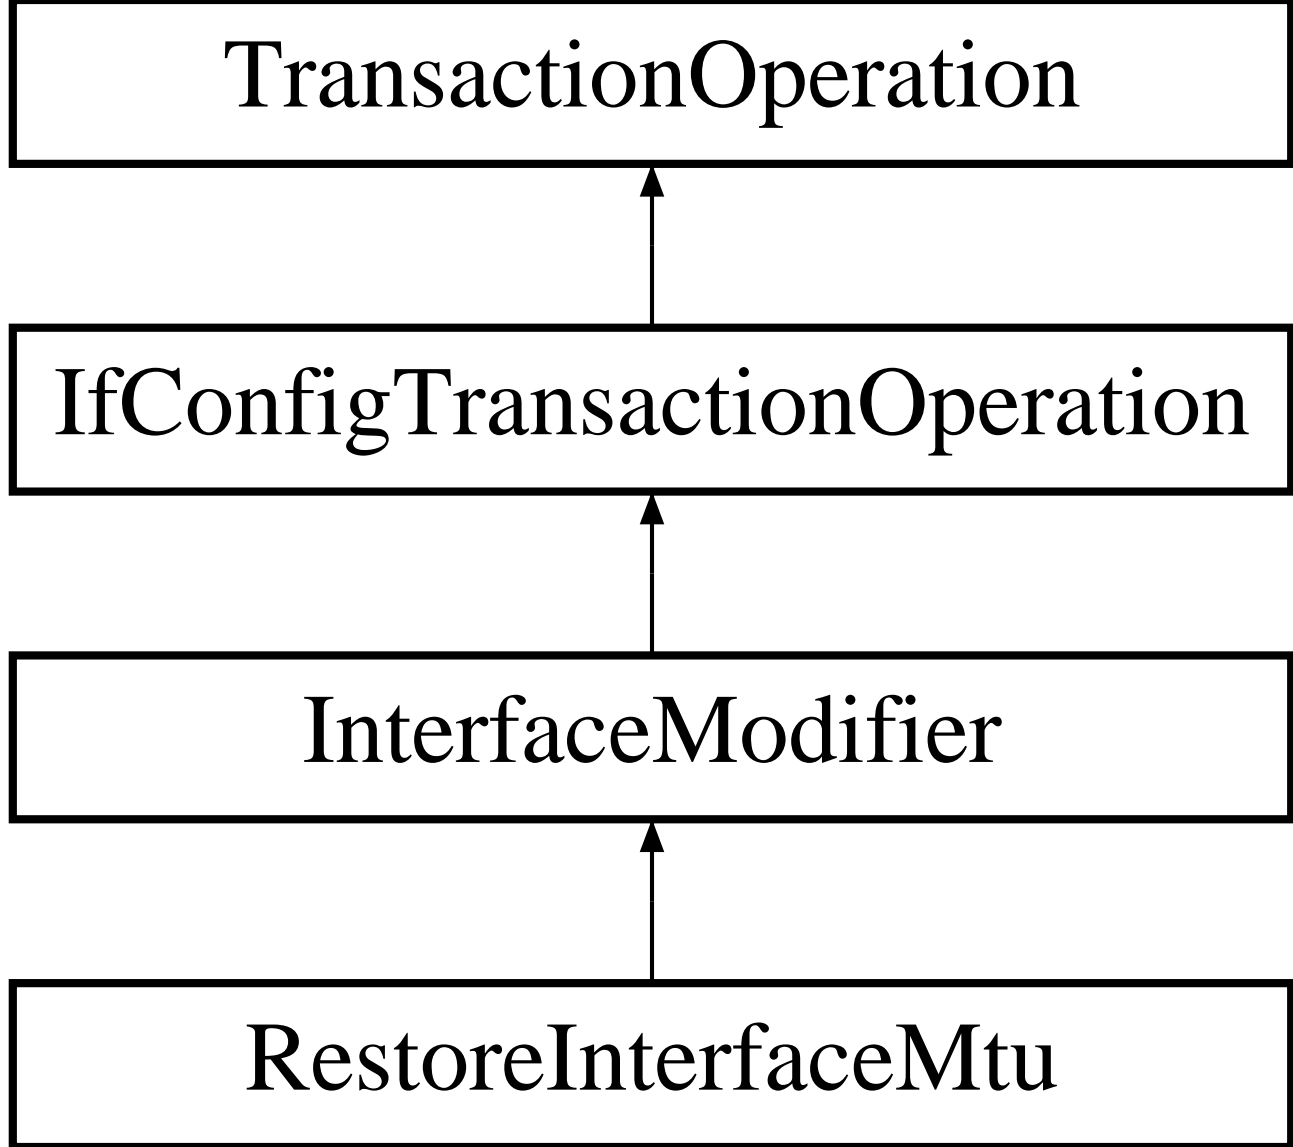 TransactionOperation
IfConfigTransactionOperation
InterfaceModifier
RestoreInterfaceMtu